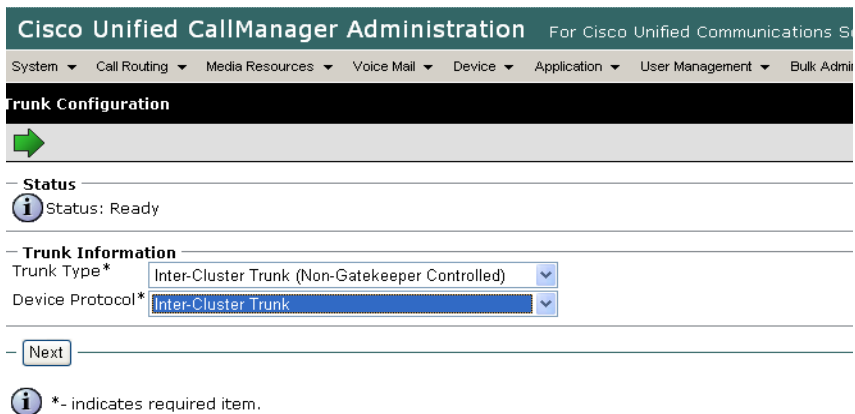 Cisco Unified CallManager Administration For Cisco Unified Communications S
System Call Routing Media Resources Voice Mail Device Application User Management Bulk Admi
Trunk Configuration
Status
Status: Ready
Trunk Information
Trunk Type* Inter-Cluster Trunk (Non-Gatekeeper Controlled)
Device Protocol* Inter-Cluster Trunk
Next
*- indicates required item.